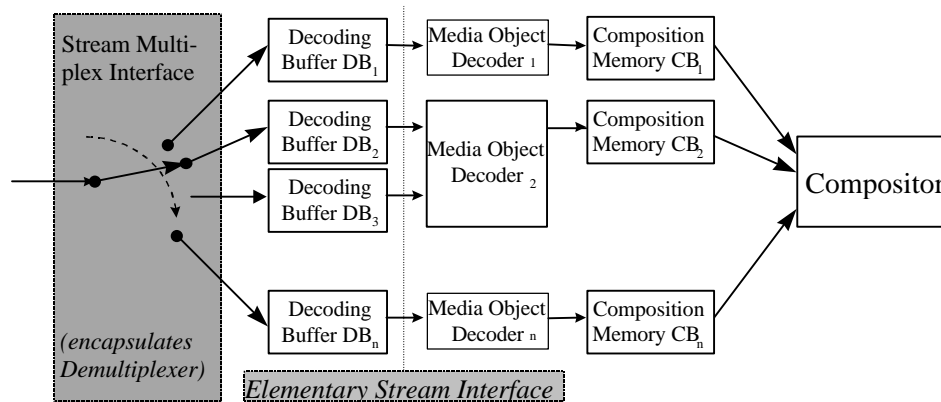 Stream Multi-
plex Interface
(encapsulates
Demultiplexer)
Decoding
Buffer DB1
Media Object
Decoder 1
Composition
Memory CB1
Decoding
Buffer DB2
Media Object
Decoder 2
Composition
Memory CB2
Decoding
Buffer DB3
Compositor
Decoding
Buffer DBn
Media Object
Decoder n
Composition
Memory CBn
Elementary Stream Interface